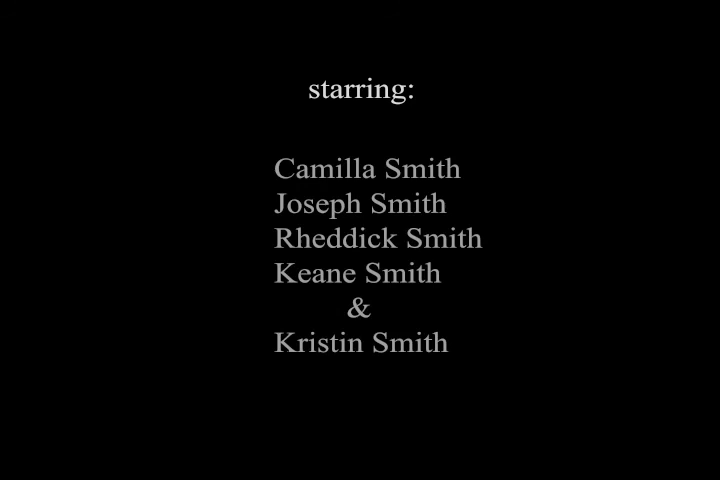 starring:
Camilla Smith
Joseph Smith
Rheddick Smith
Keane Smith
&
Kristin Smith